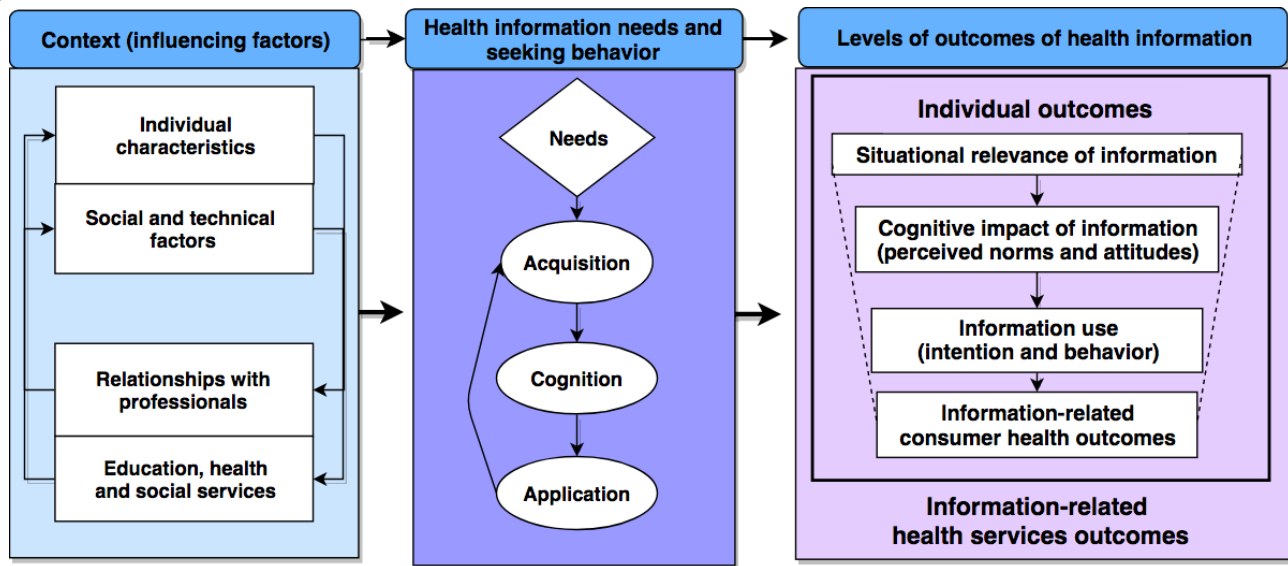 Context (influencing factors)
Individual
characteristics
Social and technical
factors
Relationships with
professionals
Education, health
and social services
Health information needs and
seeking behavior
Needs
Acquisition
Cognition
Application
Levels of outcomes of health information
Individual outcomes
Situational relevance of information
Cognitive impact of information
(perceived norms and attitudes)
Information use
(intention and behavior)
Information-related
consumer health outcomes
Information-related
health services outcomes